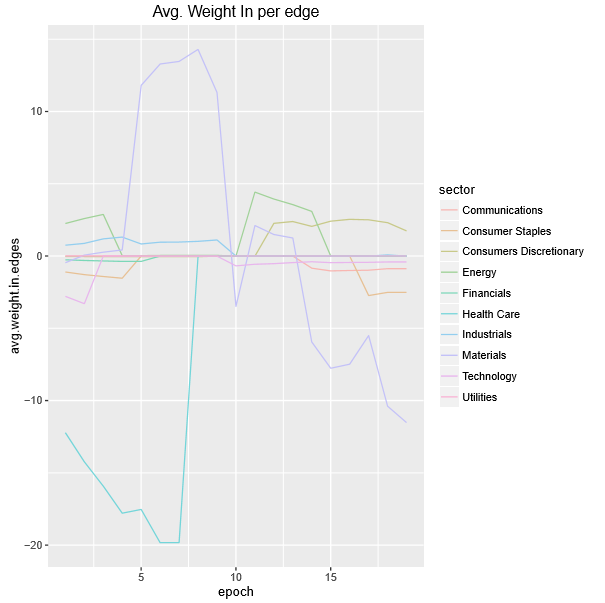 Avg. Weight In per edge
avg.weight.in.edges
10
0
−10
−20
5
10
15
epoch
sector
Communications
Consumer Staples
Consumers Discretionary
Energy
Financials
Health Care
Industrials
Materials
Technology
Utilities